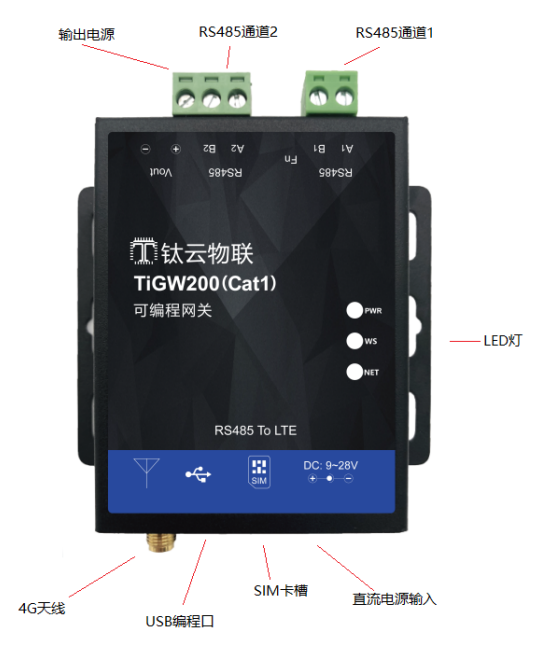 输出电源
RS485通道2
RS485通道1
Vout
RS485
B2
A2
Fn
B1
A1
RS485
钛云物联
TiGW200(Cat1)
可编程网关
PWR
WS
NET
LED灯
RS485 To LTE
SIM
DC: 9~28V
4G天线
USB编程口
SIM卡槽
直流电源输入